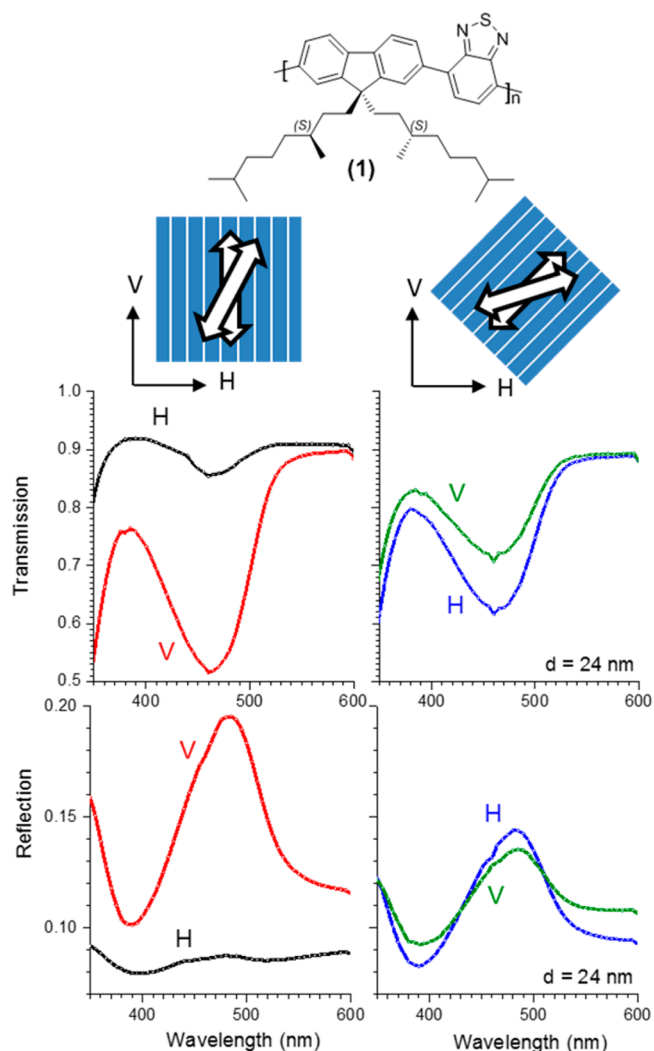 S
N
N
[
]n
(S)
(S)
(1)
V
H
V
H
1.0
0.9
0.8
0.7
0.6
0.5
Transmission
H
V
400
500
600
V
H
d = 24 nm
400
500
600
0.20
0.15
0.10
Reflection
V
H
400
500
600
Wavelength (nm)
H
V
d = 24 nm
400
500
600
Wavelength (nm)